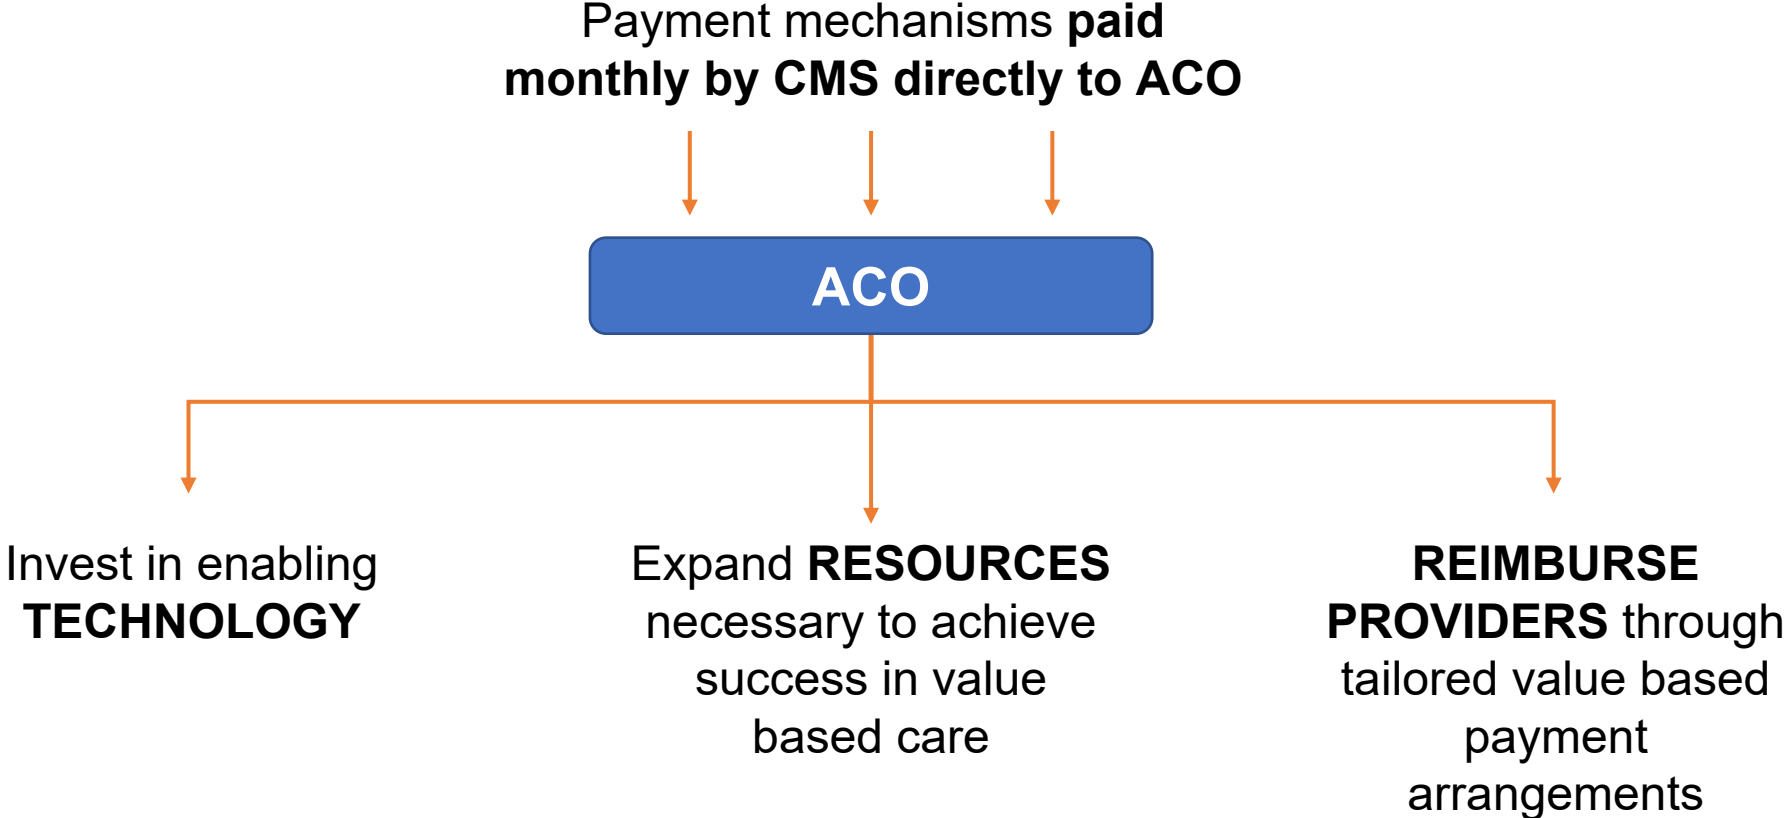 Payment mechanisms paid
monthly by CMS directly to ACO
ACO
Invest in enabling
TECHNOLOGY
Expand RESOURCES
necessary to achieve
success in value
based care
REIMBURSE
PROVIDERS through
tailored value based
payment
arrangements